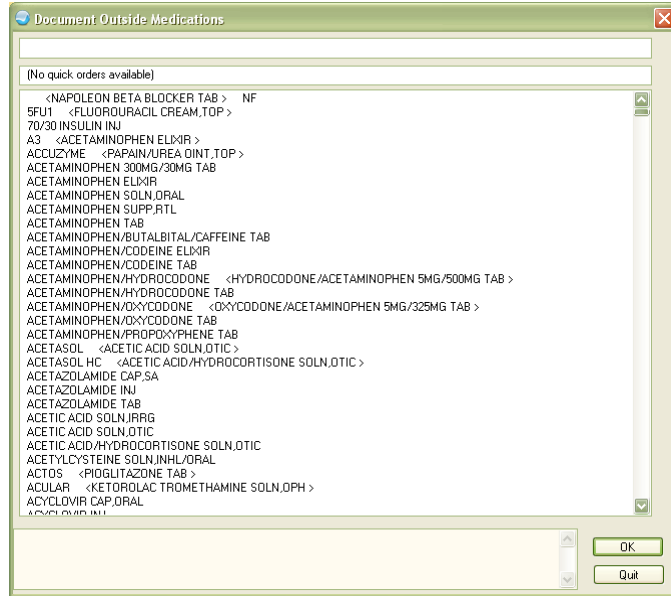 Document Outside Medications
(No quick orders available)
<NAPOLEON BETA BLOCKER TAB > NF
5FU1 <FLUOROURACIL CREAM,TOP >
70/30 INSULIN INJ
A3 <ACETAMINOPHEN ELIXIR >
ACCUZYME <PAPAIN/UREA OINT,TOP >
ACETAMINOPHEN 300MG/30MG TAB
ACETAMINOPHEN ELIXIR
ACETAMINOPHEN SOLN,ORAL
ACETAMINOPHEN SUPP,RTL
ACETAMINOPHEN TAB
ACETAMINOPHEN/BUTALBITAL/CAFFEINE TAB
ACETAMINOPHEN/CODEINE ELIXIR
ACETAMINOPHEN/CODEINE TAB
ACETAMINOPHEN/HYDROCODONE <HYDROCODONE/ACETAMINOPHEN 5MG/500MG TAB >
ACETAMINOPHEN/HYDROCODONE TAB
ACETAMINOPHEN/OXYCODONE <OXYCODONE/ACETAMINOPHEN 5MG/325MG TAB >
ACETAMINOPHEN/OXYCODONE TAB
ACETAMINOPHEN/PROPOXYPHENE TAB
ACETASOL <ACETIC ACID SOLN,OTIC >
ACETASOL HC <ACETIC ACID/HYDROCORTISONE SOLN,OTIC >
ACETAZOLAMIDE CAP,SA
ACETAZOLAMIDE INJ
ACETAZOLAMIDE TAB
ACETIC ACID SOLN,IRRG
ACETIC ACID SOLN,OTIC
ACETIC ACID/HYDROCORTISONE SOLN,OTIC
ACETYLCYSTEINE SOLN,INHL/ORAL
ACTOS <PIOGLITAZONE TAB >
ACULAR <KETOROLAC TROMETHAMINE SOLN,OPH >
ACYCLOVIR CAP,ORAL
ACYCLOVIR INJ
OK
Quit